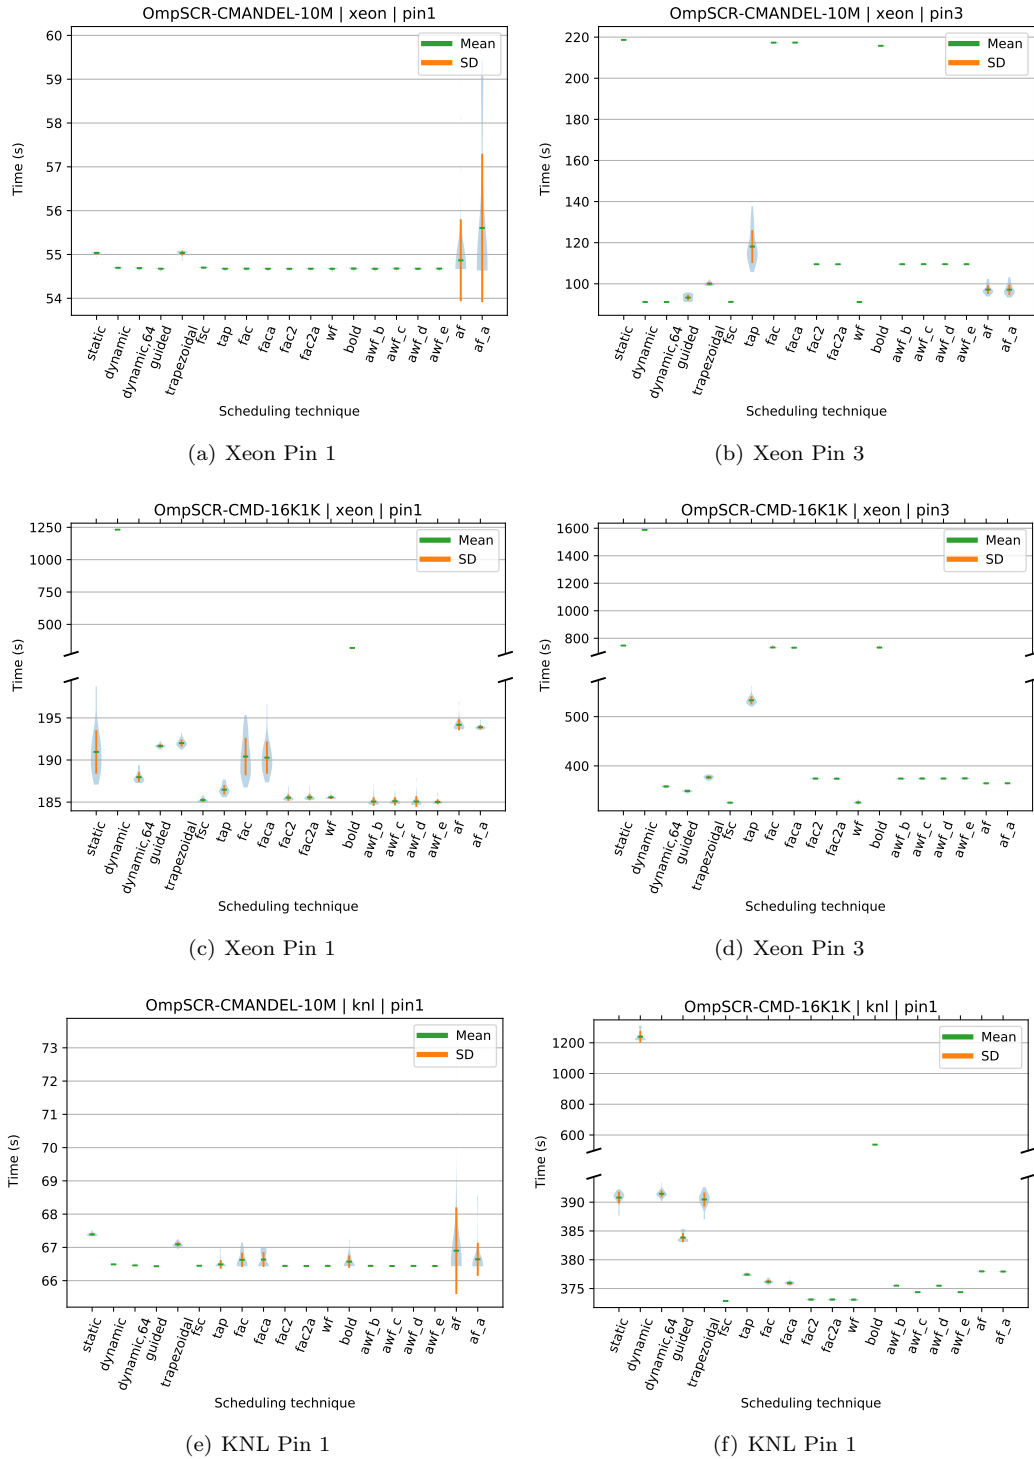 OmpSCR-CMANDEL-10M | xeon | pin1
60
59
58
57
56
55
54
Time (s)
Mean
SD
static
dynamic
dynamic,64
guided
trapezoidal
fsc
tap
fac
faca
fac2
fac2a
wf
bold
awf_b
awf_c
awf_d
awf_e
af
af_a
Scheduling technique
(a) Xeon Pin 1
OmpSCR-CMANDEL-10M | xeon | pin3
220
200
180
160
140
120
100
Time (s)
Mean
SD
static
dynamic
dynamic,64
guided
trapezoidal
fsc
tap
fac
faca
fac2
fac2a
wf
bold
awf_b
awf_c
awf_d
awf_e
af
af_a
Scheduling technique
(b) Xeon Pin 3
OmpSCR-CMD-16K1K | xeon | pin1
1250
1000
750
500
195
190
185
Time (s)
Mean
SD
static
dynamic
dynamic,64
guided
trapezoidal
fsc
tap
fac
faca
fac2
fac2a
wf
bold
awf_b
awf_c
awf_d
awf_e
af
af_a
Scheduling technique
(c) Xeon Pin 1
OmpSCR-CMD-16K1K | xeon | pin3
1600
1400
1200
1000
800
500
400
Time (s)
Mean
SD
static
dynamic
dynamic,64
guided
trapezoidal
fsc
tap
fac
faca
fac2
fac2a
wf
bold
awf_b
awf_c
awf_d
awf_e
af
af_a
Scheduling technique
(d) Xeon Pin 3
OmpSCR-CMANDEL-10M | knl | pin1
73
72
71
70
69
68
67
66
Time (s)
Mean
SD
static
dynamic
dynamic,64
guided
trapezoidal
fsc
tap
fac
faca
fac2
fac2a
wf
bold
awf_b
awf_c
awf_d
awf_e
af
af_a
Scheduling technique
(e) KNL Pin 1
OmpSCR-CMD-16K1K | knl | pin1
1200
1000
800
600
390
385
380
375
Time (s)
Mean
SD
static
dynamic
dynamic,64
guided
trapezoidal
fsc
tap
fac
faca
fac2
fac2a
wf
bold
awf_b
awf_c
awf_d
awf_e
af
af_a
Scheduling technique
(f) KNL Pin 1